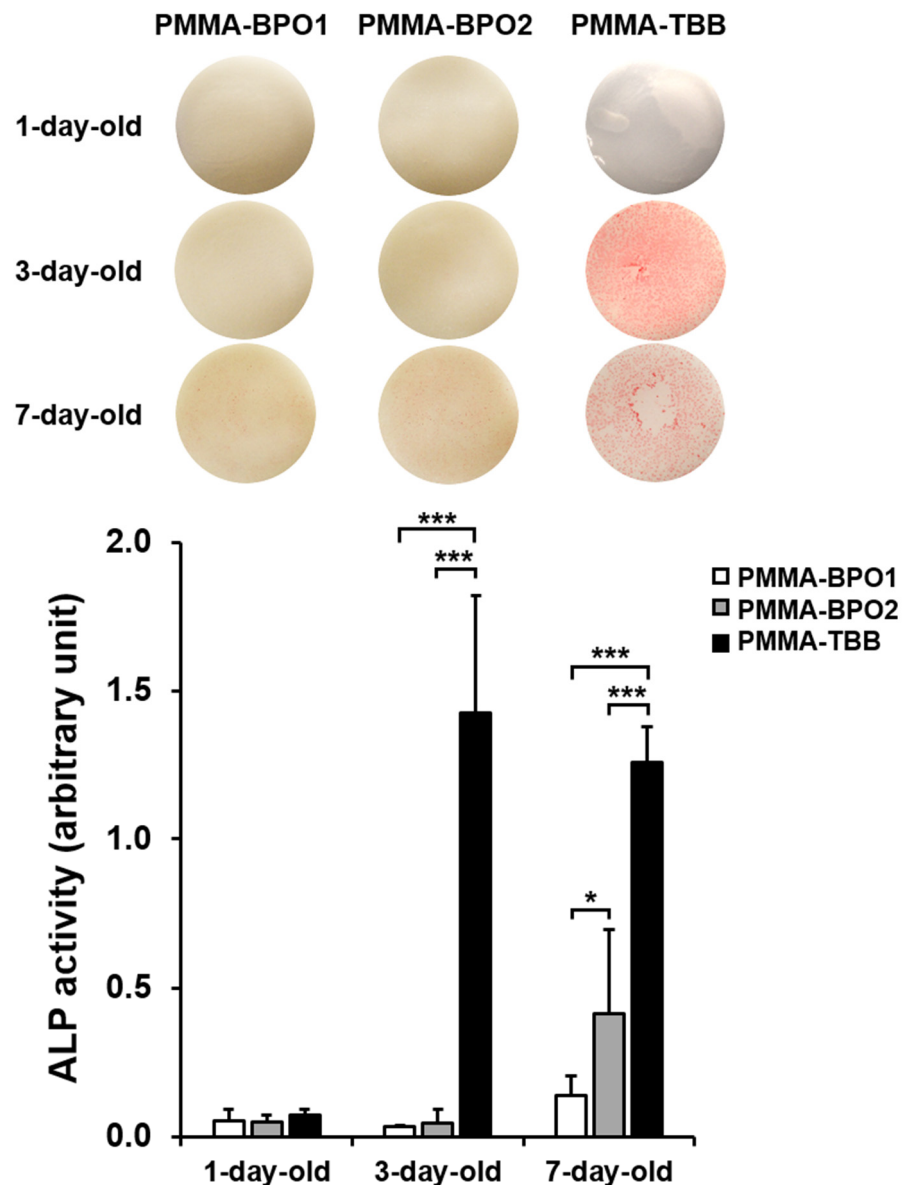 PMMA-BPO1 PMMA-BPO2 PMMA-TBB
1-day-old
3-day-old
7-day-old
ALP activity (arbitrary unit)
2.0
1.5
1.0
0.5
0.0
***
***
***
***
*
PMMA-BPO1
PMMA-BPO2
PMMA-TBB
1-day-old 3-day-old 7-day-old